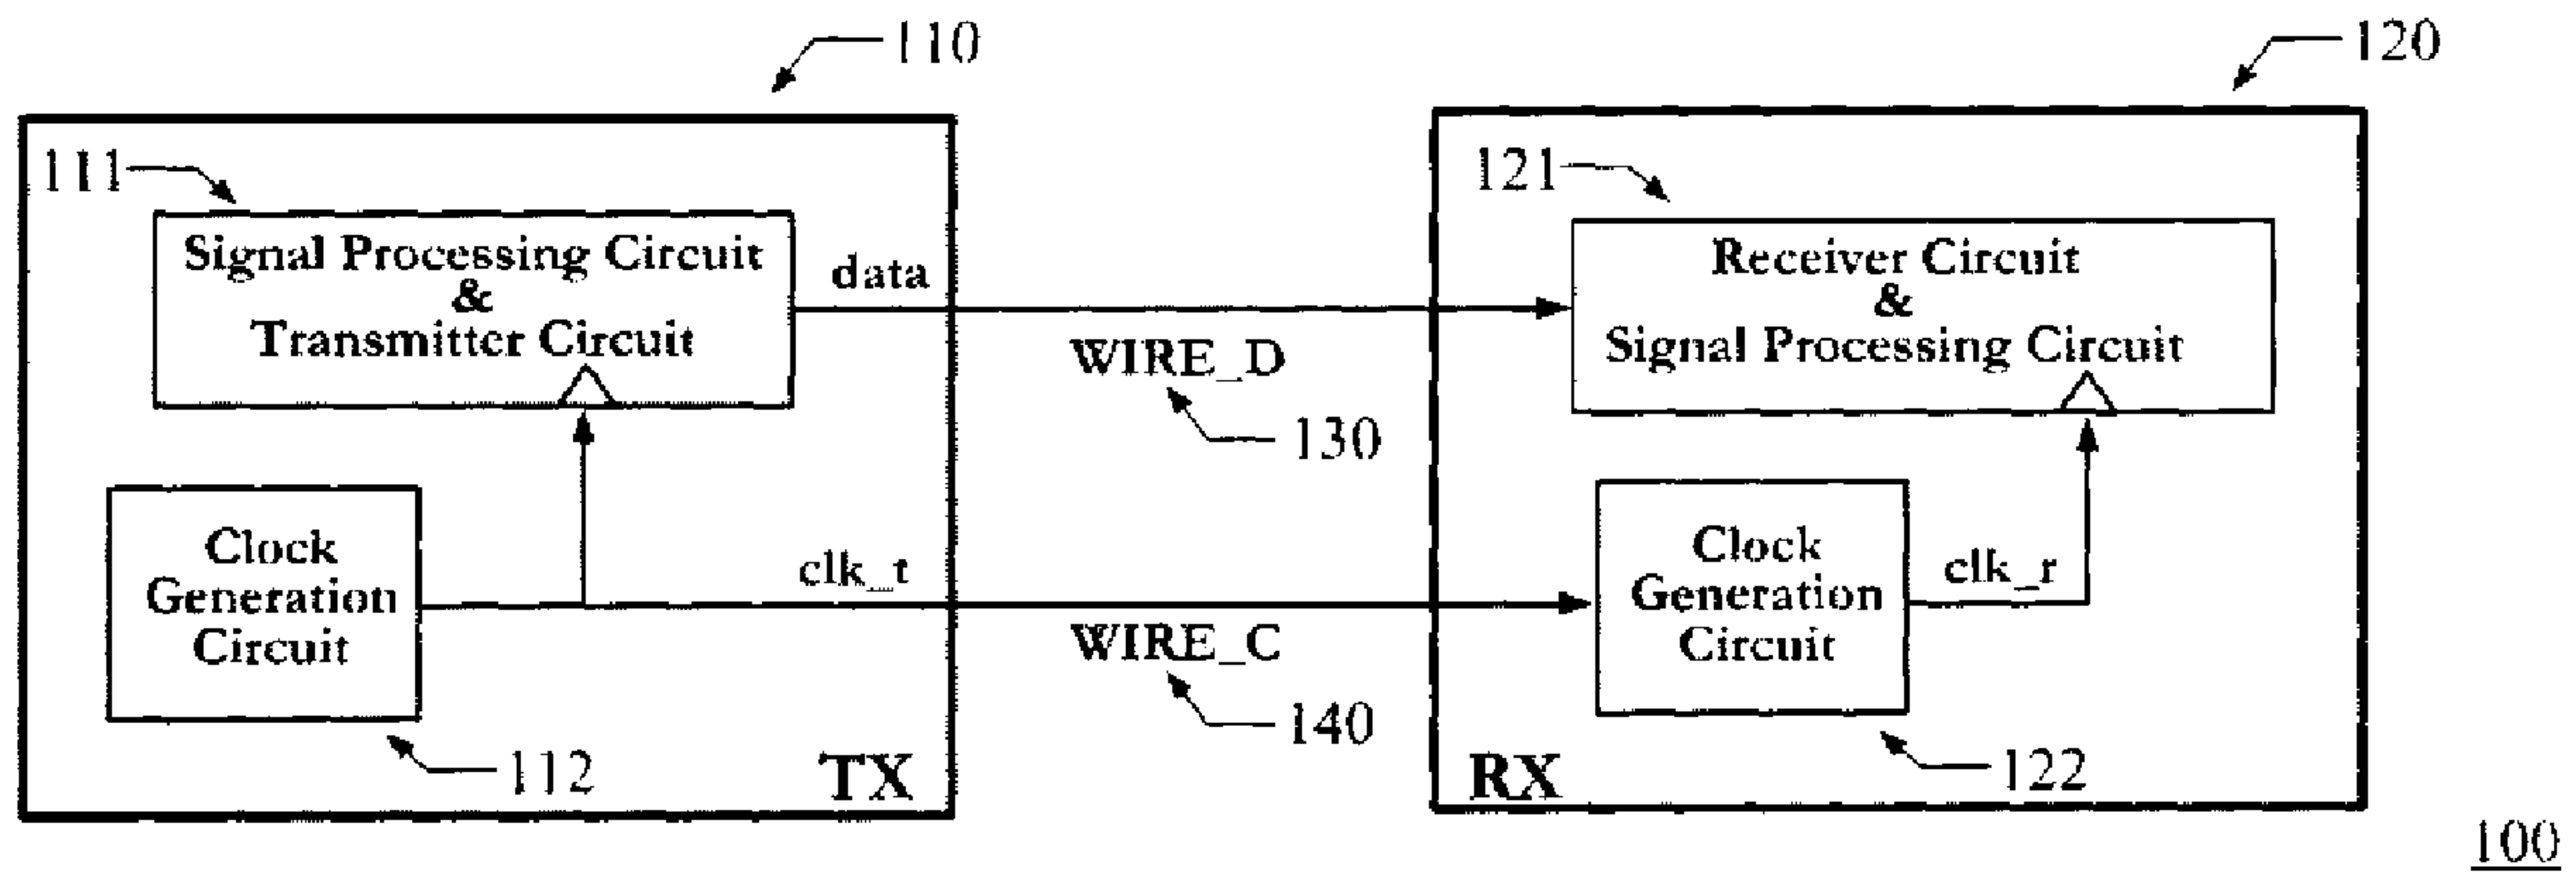 110
120
111
121
Signal Processing Circuit
&
Transmitter Circuit
data
Receiver Circuit
&
Signal Processing Circuit
WIRE_D
130
Clock
Generation
Circuit
clk_t
Clock
Generation
Circuit
clk_r
WIRE_C
140
112
TX
RX
122
100